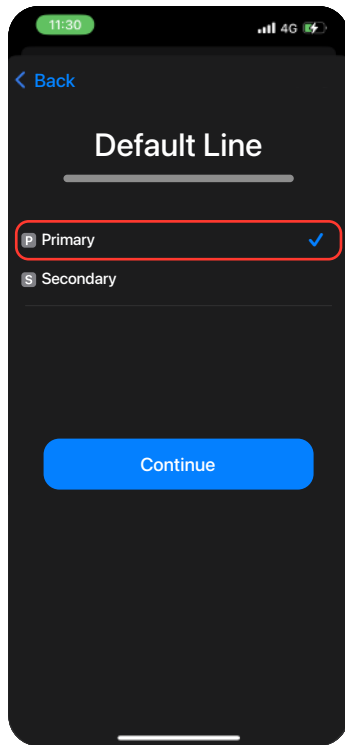 11:30 4G
Back
Default Line
P Primary
S Secondary
Continue